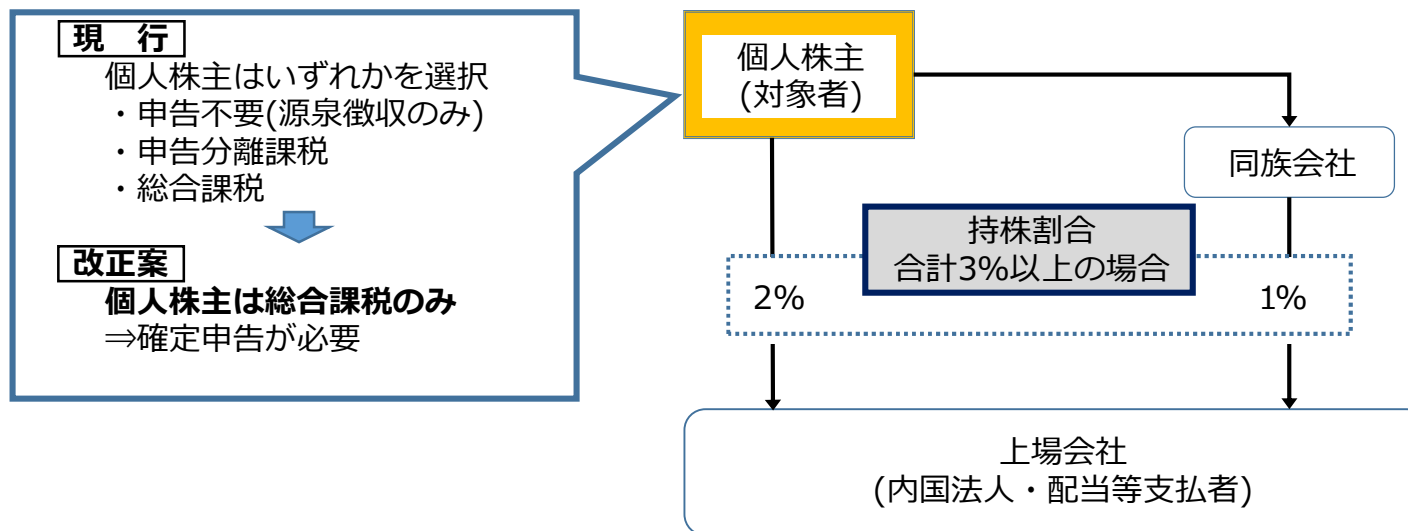 現　行
個人株主はいずれかを選択
・申告不要(源泉徴収のみ)
・申告分離課税
・総合課税
改正案
個人株主は総合課税のみ
⇒確定申告が必要
個人株主
(対象者)
同族会社
持株割合
合計3%以上の場合
2%
1%
上場会社
(内国法人・配当等支払者)